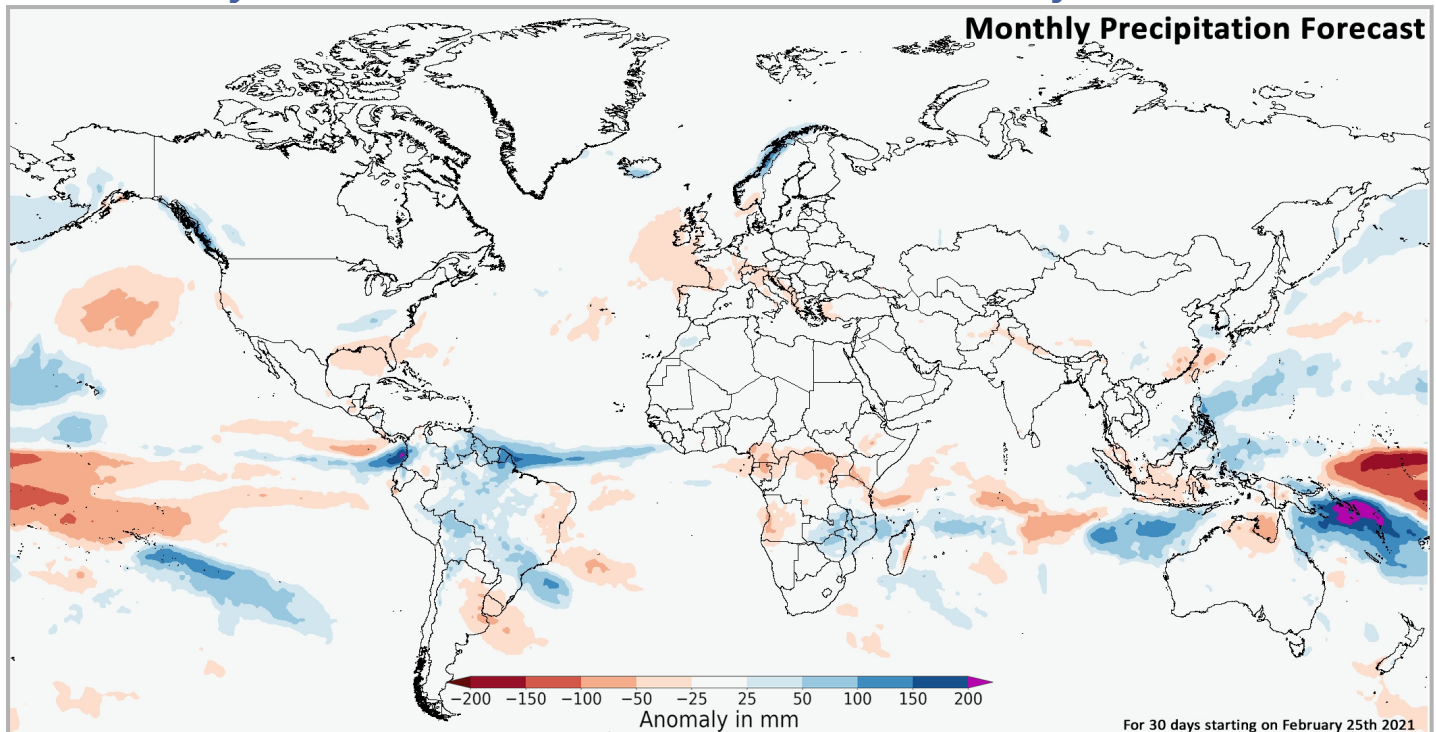 Monthly Precipitation Forecast
−200 −150 −100 −50 −25 25 50 100 150 200
Anomaly in mm
For 30 days starting on February 25th 2021